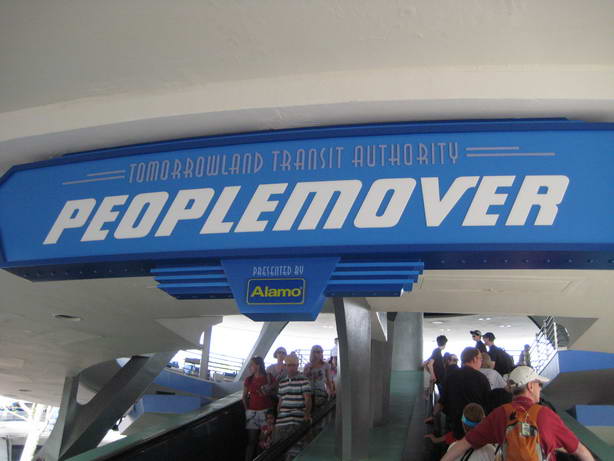 TOMORROWLAND TRANSIT AUTHORITY
PEOPLEMOVER
PRESENTED BY
Alamo